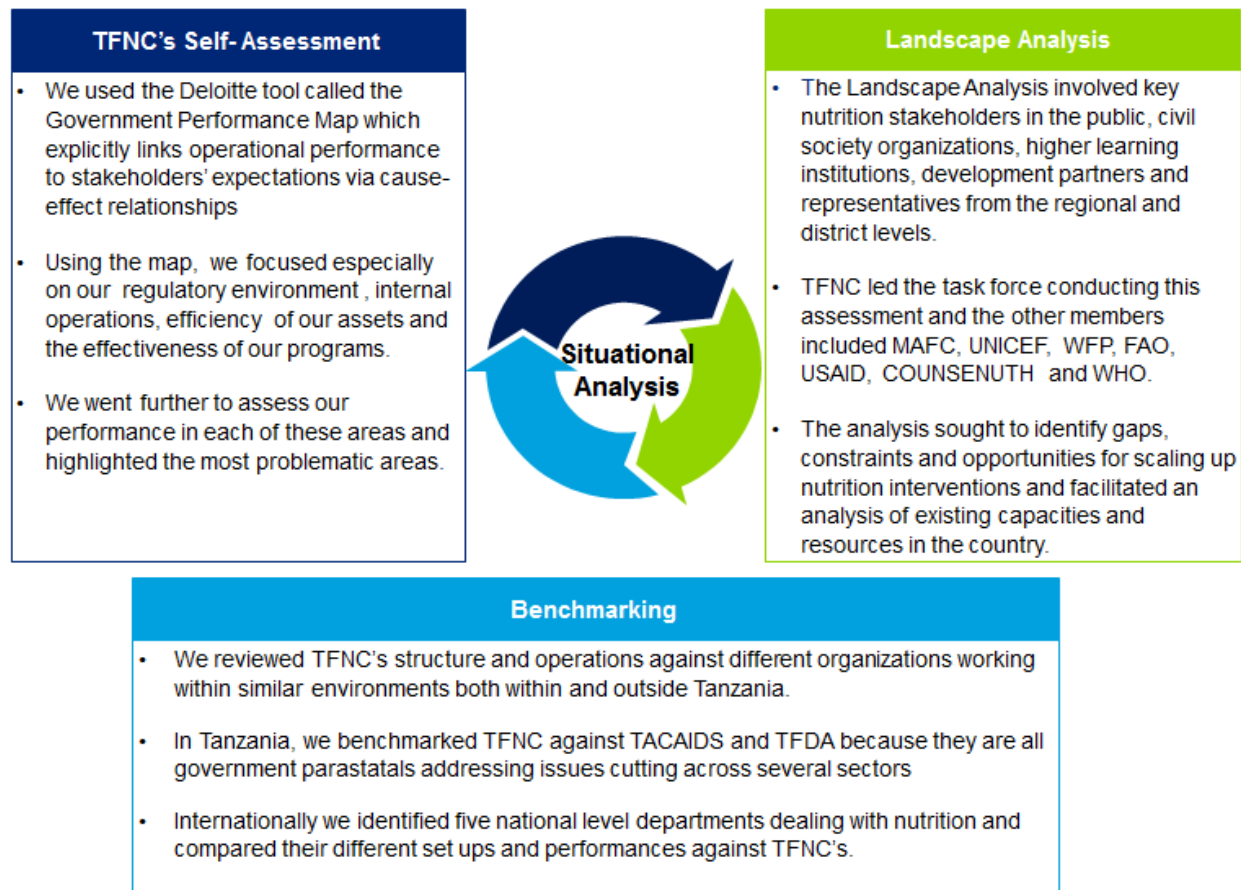 TFNC's Self- Assessment
• We used the Deloitte tool called the
Government Performance Map which
explicitly links operational performance
to stakeholders' expectations via cause-
effect relationships
• Using the map, we focused especially
on our regulatory environment , internal
operations, efficiency of our assets and
the effectiveness of our programs.
• We went further to assess our
performance in each of these areas and
highlighted the most problematic areas.
Situational
Analysis
Landscape Analysis
• The Landscape Analysis involved key
nutrition stakeholders in the public, civil
society organizations, higher learning
institutions, development partners and
representatives from the regional and
district levels.
• TFNC led the task force conducting this
assessment and the other members
included MAFC, UNICEF, WFP, FAO,
USAID, COUNSENUTH and WHO.
• The analysis sought to identify gaps,
constraints and opportunities for scaling up
nutrition interventions and facilitated an
analysis of existing capacities and
resources in the country.
Benchmarking
• We reviewed TFNC's structure and operations against different organizations working
within similar environments both within and outside Tanzania.
• In Tanzania, we benchmarked TFNC against TACAIDS and TFDA because they are all
government parastatals addressing issues cutting across several sectors
• Internationally we identified five national level departments dealing with nutrition and
compared their different set ups and performances against TFNC's.